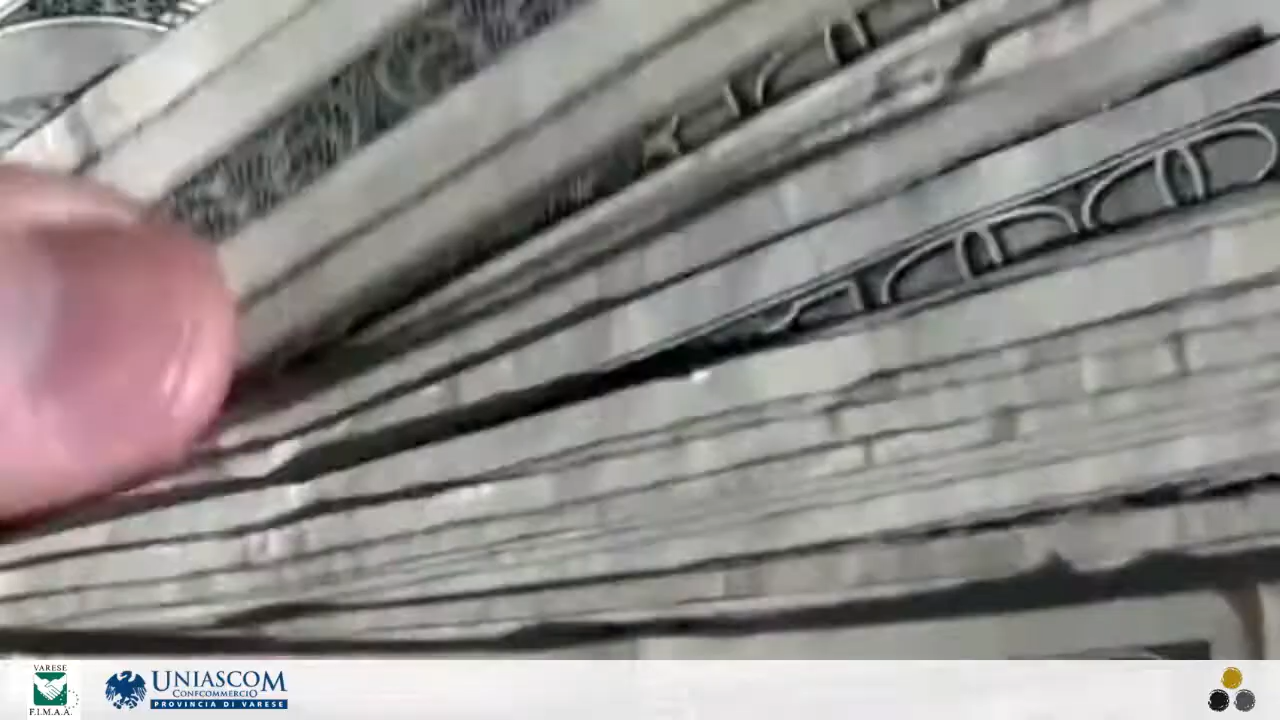 VARESE
F.I.M.A.A.
UNIASCOM
CONFCOMMERCIO
PROVINCIA DI VARESE